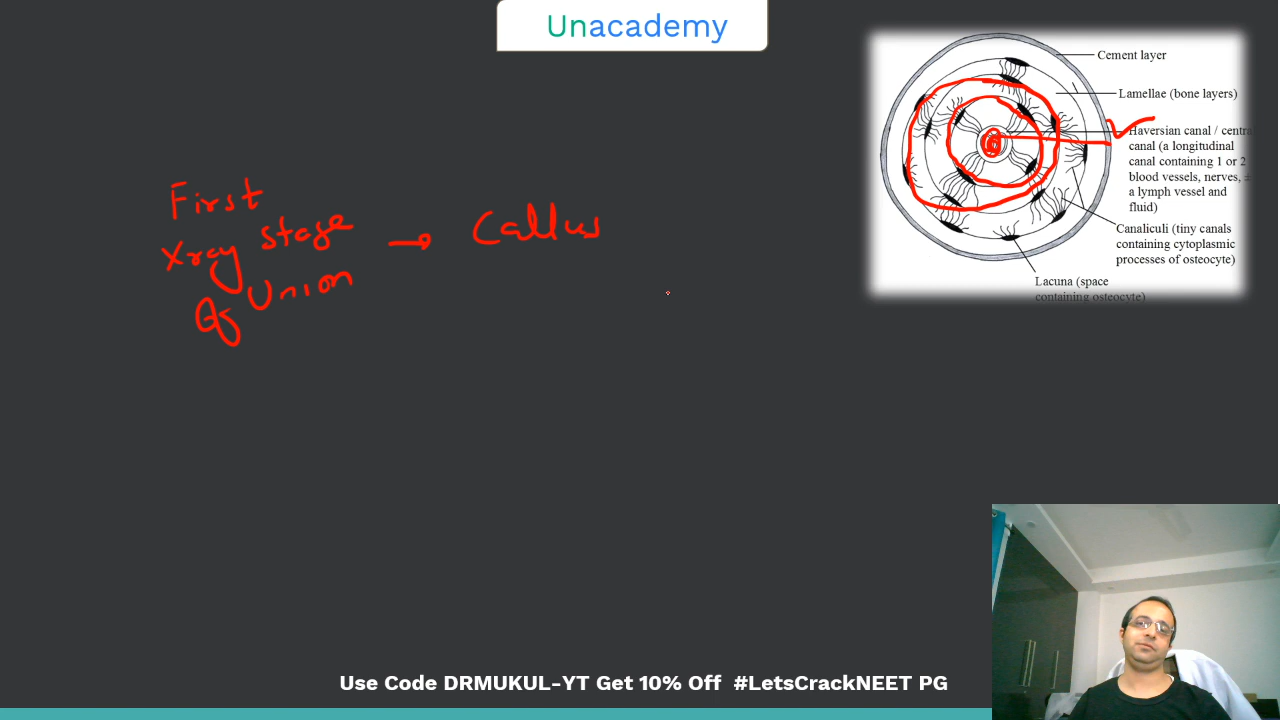 Unacademy
Cement layer
Lamellae (bone layers)
Haversian canal / centra
canal (a longitudinal
canal containing 1 or 2
blood vessels, nerves, ±
a lymph vessel and
fluid)
Canaliculi (tiny canals
containing cytoplasmic
processes of osteocyte)
Lacuna (space
containing osteocyte)
First
Xray stage → Callus
of Union
Use Code DRMUKUL-YT Get 10% Off #LetsCrackNEET PG